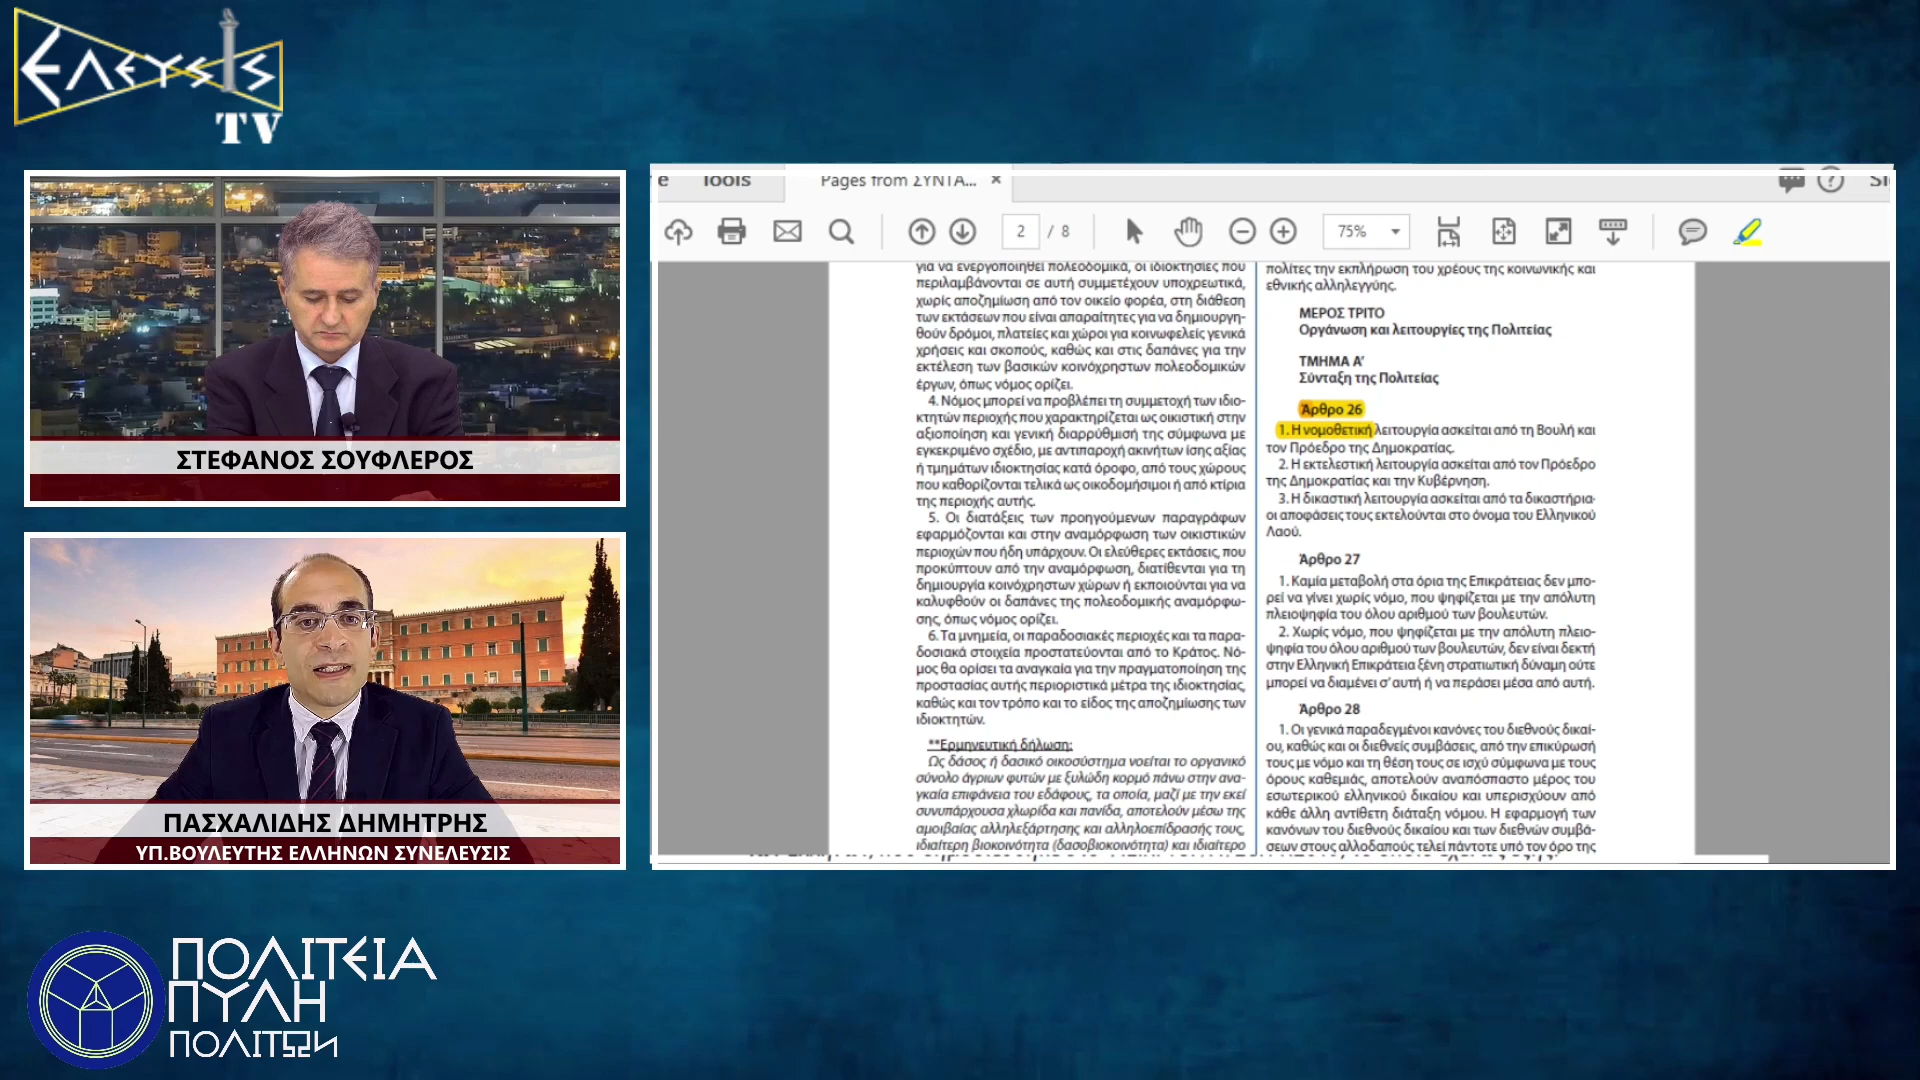 ΕΛΕΥSIS
TV
ΣΤΕΦΑΝΟΣ ΣΟΥΦΛΕΡΟΣ
ΠΑΣΧΑΛΙΔΗΣ ΔΗΜΗΤΡΗΣ
ΥΠ.ΒΟΥΛΕΥΤΗΣ ΕΛΛΗΝΩΝ ΣΥΝΕΛΕΥΣΙΣ
ΠΟΛΙΤΕΙΑ
ΠΥΛΗ
ΠΟΛΙΤΩΝ
e Tools Pages from ΣΥΝΤΑ... ×
2 / 8 75%
για να ενεργοποιηθεί πολεοδομικά, οι ιδιοκτησίες που
περιλαμβάνονται σε αυτή συμμετέχουν υποχρεωτικά,
χωρίς αποζημίωση από τον οικείο φορέα, στη διάθεση
των εκτάσεων που είναι απαραίτητες για να δημιουργη-
θούν δρόμοι, πλατείες και χώροι για κοινωφελείς γενικά
χρήσεις και σκοπούς, καθώς και στις δαπάνες για την
εκτέλεση των βασικών κοινόχρηστων πολεοδομικών
έργων, όπως νόμος ορίζει.
4. Νόμος μπορεί να προβλέπει τη συμμετοχή των ιδιο-
κτητών περιοχής που χαρακτηρίζεται ως οικιστική στην
αξιοποίηση και γενική διαρρύθμισή της σύμφωνα με
εγκεκριμένο σχέδιο, με αντιπαροχή ακινήτων ίσης αξίας
ή τμημάτων ιδιοκτησίας κατά όροφο, από τους χώρους
που καθορίζονται τελικά ως οικοδομήσιμοι ή από κτίρια
της περιοχής αυτής.
5. Οι διατάξεις των προηγούμενων παραγράφων
εφαρμόζονται και στην αναμόρφωση των οικιστικών
περιοχών που ήδη υπάρχουν. Οι ελεύθερες εκτάσεις, που
προκύπτουν από την αναμόρφωση, διατίθενται για τη
δημιουργία κοινόχρηστων χώρων ή εκποιούνται για να
καλυφθούν οι δαπάνες της πολεοδομικής αναμόρφω-
σης, όπως νόμος ορίζει.
6. Τα μνημεία, οι παραδοσιακές περιοχές και τα παρα-
δοσιακά στοιχεία προστατεύονται από το Κράτος. Νό-
μος θα ορίσει τα αναγκαία για την πραγματοποίηση της
προστασίας αυτής περιοριστικά μέτρα της ιδιοκτησίας,
καθώς και τον τρόπο και το είδος της αποζημίωσης των
ιδιοκτητών.
**Ερμηνευτική δήλωση:
Ως δάσος ή δασικό οικοσύστημα νοείται το οργανικό
σύνολο άγριων φυτών με ξυλώδη κορμό πάνω στην ανα-
γκαία επιφάνεια του εδάφους, τα οποία, μαζί με την εκεί
συνυπάρχουσα χλωρίδα και πανίδα, αποτελούν μέσω της
αμοιβαίας αλληλεξάρτησης και αλληλοεπίδρασής τους,
ιδιαίτερη βιοκοινότητα (δασοβιοκοινότητα) και ιδιαίτερο
πολίτες την εκπλήρωση του χρέους της κοινωνικής και
εθνικής αλληλεγγύης.
ΜΕΡΟΣ ΤΡΙΤΟ
Οργάνωση και λειτουργίες της Πολιτείας
ΤΜΗΜΑ Α’
Σύνταξη της Πολιτείας
Άρθρο 26
1. Η νομοθετική λειτουργία ασκείται από τη Βουλή και
τον Πρόεδρο της Δημοκρατίας.
2. Η εκτελεστική λειτουργία ασκείται από τον Πρόεδρο
της Δημοκρατίας και την Κυβέρνηση.
3. Η δικαστική λειτουργία ασκείται από τα δικαστήρια·
οι αποφάσεις τους εκτελούνται στο όνομα του Ελληνικού
Λαού.
Άρθρο 27
1. Καμία μεταβολή στα όρια της Επικράτειας δεν μπο-
ρεί να γίνει χωρίς νόμο, που ψηφίζεται με την απόλυτη
πλειοψηφία του όλου αριθμού των βουλευτών.
2. Χωρίς νόμο, που ψηφίζεται με την απόλυτη πλειο-
ψηφία του όλου αριθμού των βουλευτών, δεν είναι δεκτή
στην Ελληνική Επικράτεια ξένη στρατιωτική δύναμη ούτε
μπορεί να διαμένει σ’ αυτή ή να περάσει μέσα από αυτή.
Άρθρο 28
1. Οι γενικά παραδεγμένοι κανόνες του διεθνούς δικαί-
ου, καθώς και οι διεθνείς συμβάσεις, από την επικύρωσή
τους με νόμο και τη θέση τους σε ισχύ σύμφωνα με τους
όρους καθεμιάς, αποτελούν αναπόσπαστο μέρος του
εσωτερικού ελληνικού δικαίου και υπερισχύουν από
κάθε άλλη αντίθετη διάταξη νόμου. Η εφαρμογή των
κανόνων του διεθνούς δικαίου και των διεθνών συμβά-
σεων στους αλλοδαπούς τελεί πάντοτε υπό τον όρο της